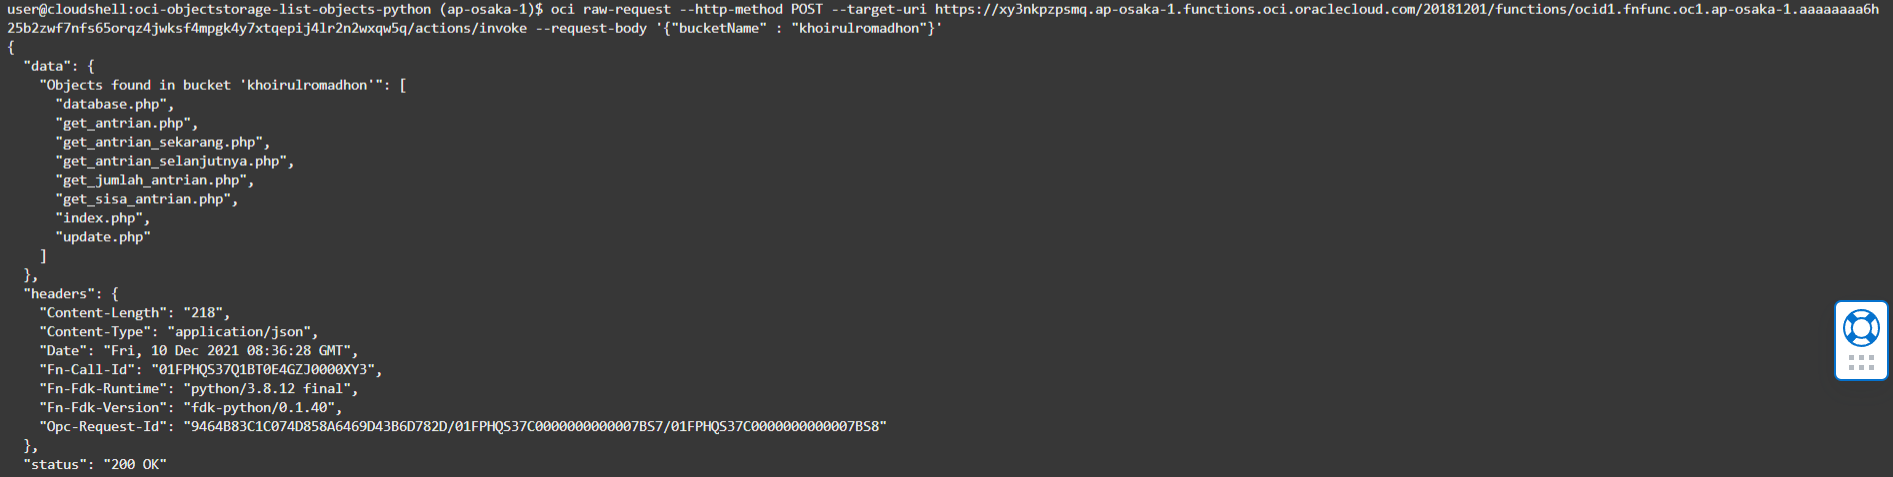 user@cloudshell:oci-objectstorage-list-objects-python (ap-osaka-1)$ oci raw-request --http-method POST --target-uri https://xy3nkpzpsmq.ap-osaka-1.functions.oci.oraclecloud.com/20181201/functions/ocid1.fnfunc.oc1.ap-osaka-1.aaaaaaaa6h
25b2zwf7nfs65orqz4jwksf4mpgk4y7xtqepij4lr2n2wxqw5q/actions/invoke --request-body '{"bucketName" : "khoirulromadhon"}'
{
  "data": {
    "Objects found in bucket 'khoirulromadhon'": [
      "database.php",
      "get_antrian.php",
      "get_antrian_sekarang.php",
      "get_antrian_selanjutnya.php",
      "get_jumlah_antrian.php",
      "get_sisa_antrian.php",
      "index.php",
      "update.php"
    ]
  },
  "headers": {
    "Content-Length": "218",
    "Content-Type": "application/json",
    "Date": "Fri, 10 Dec 2021 08:36:28 GMT",
    "Fn-Call-Id": "01FPHQS37Q1BT0E4GZJ0000XY3",
    "Fn-Fdk-Runtime": "python/3.8.12 final",
    "Fn-Fdk-Version": "fdk-python/0.1.40",
    "Opc-Request-Id": "9464B83C1C074D858A6469D43B6D782D/01FPHQS37C0000000000007BS7/01FPHQS37C0000000000007BS8"
  },
  "status": "200 OK"